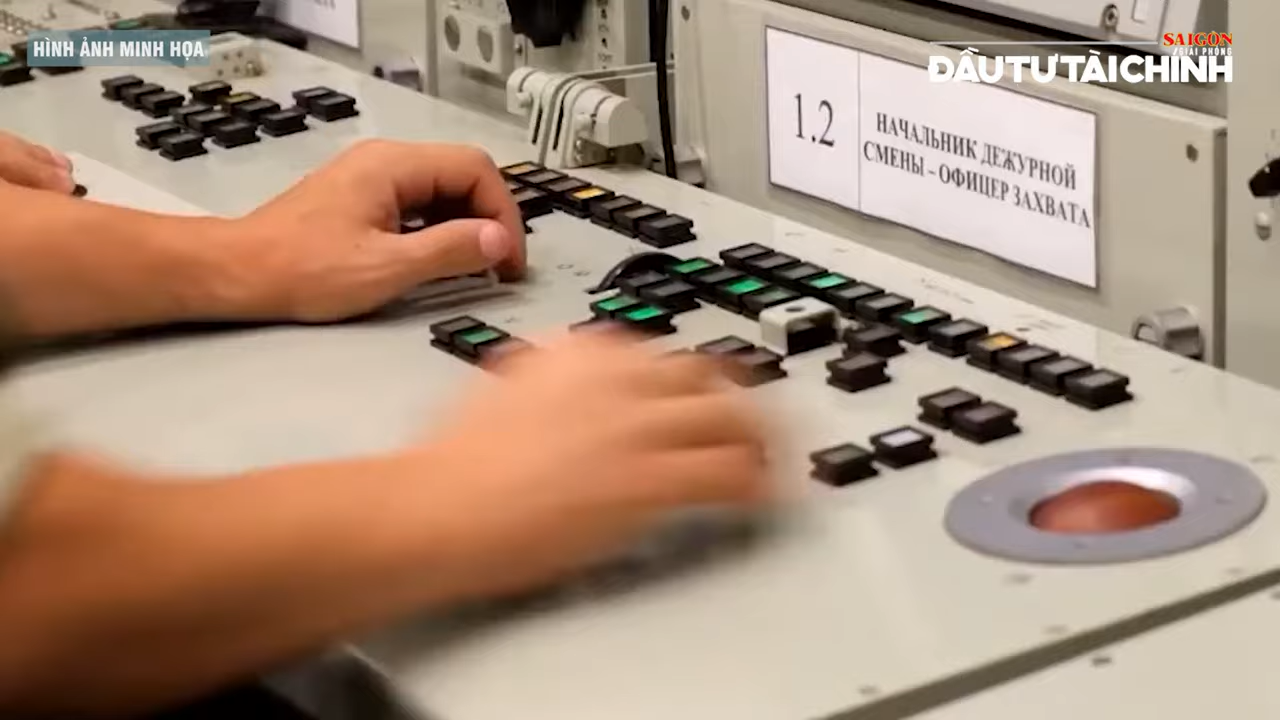 HÌNH ẢNH MINH HỌA
SAIGON
GIẢI PHÓNG
ĐẦU TƯ TÀI CHÍNH
1.2
НАЧАЛЬНИК ДЕЖУРНОЙ
СМЕНЫ – ОФИЦЕР ЗАХВАТА